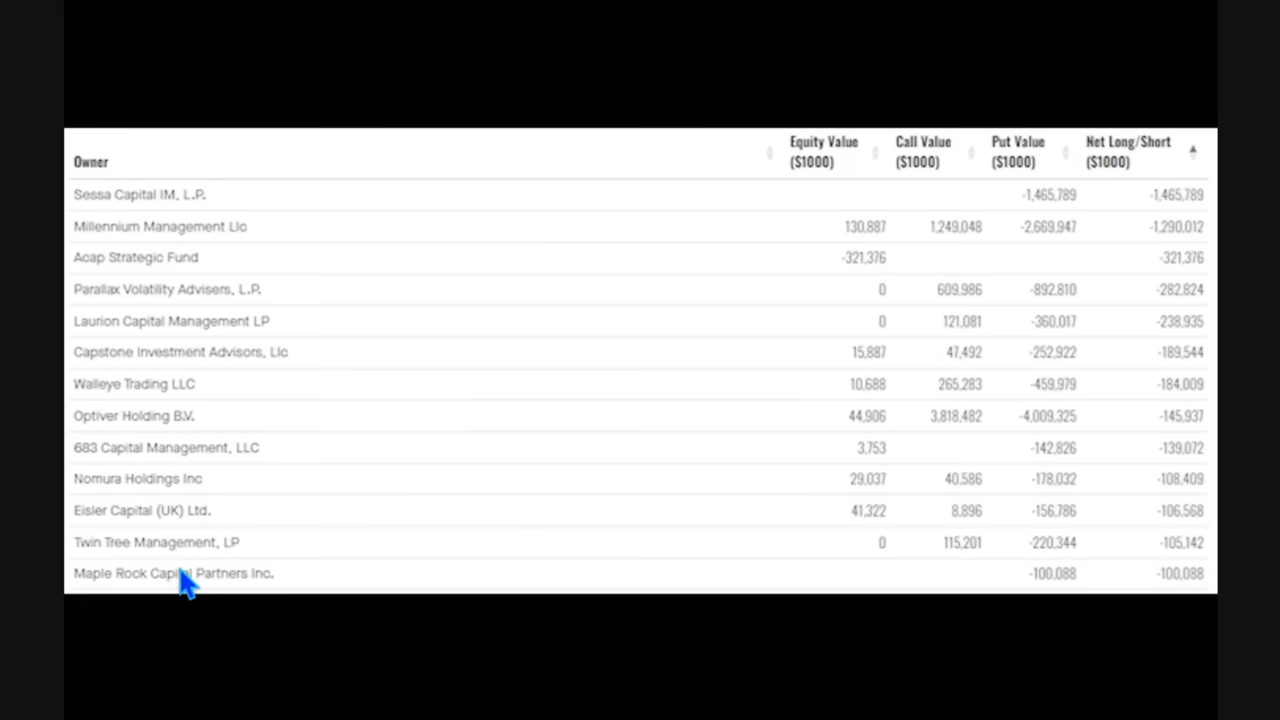 Owner Equity Value ($1000) Call Value ($1000) Put Value ($1000) Net Long/Short ($1000)
Sessa Capital IM, L.P. -1,465,789 -1,465,789
Millennium Management Llc 130,887 1,249,048 -2,669,947 -1,290,012
Acap Strategic Fund -321,376 -321,376
Parallax Volatility Advisers, L.P. 0 609,986 -892,810 -282,824
Laurion Capital Management LP 0 121,081 -360,017 -238,935
Capstone Investment Advisors, Llc 15,887 47,492 -252,922 -189,544
Walleye Trading LLC 10,688 265,283 -459,979 -184,009
Optiver Holding B.V. 44,906 3,818,482 -4,009,325 -145,937
683 Capital Management, LLC 3,753 -142,826 -139,072
Nomura Holdings Inc 29,037 40,586 -178,032 -108,409
Eisler Capital (UK) Ltd. 41,322 8,896 -156,786 -106,568
Twin Tree Management, LP 0 115,201 -220,344 -105,142
Maple Rock Capital Partners Inc. -100,088 -100,088